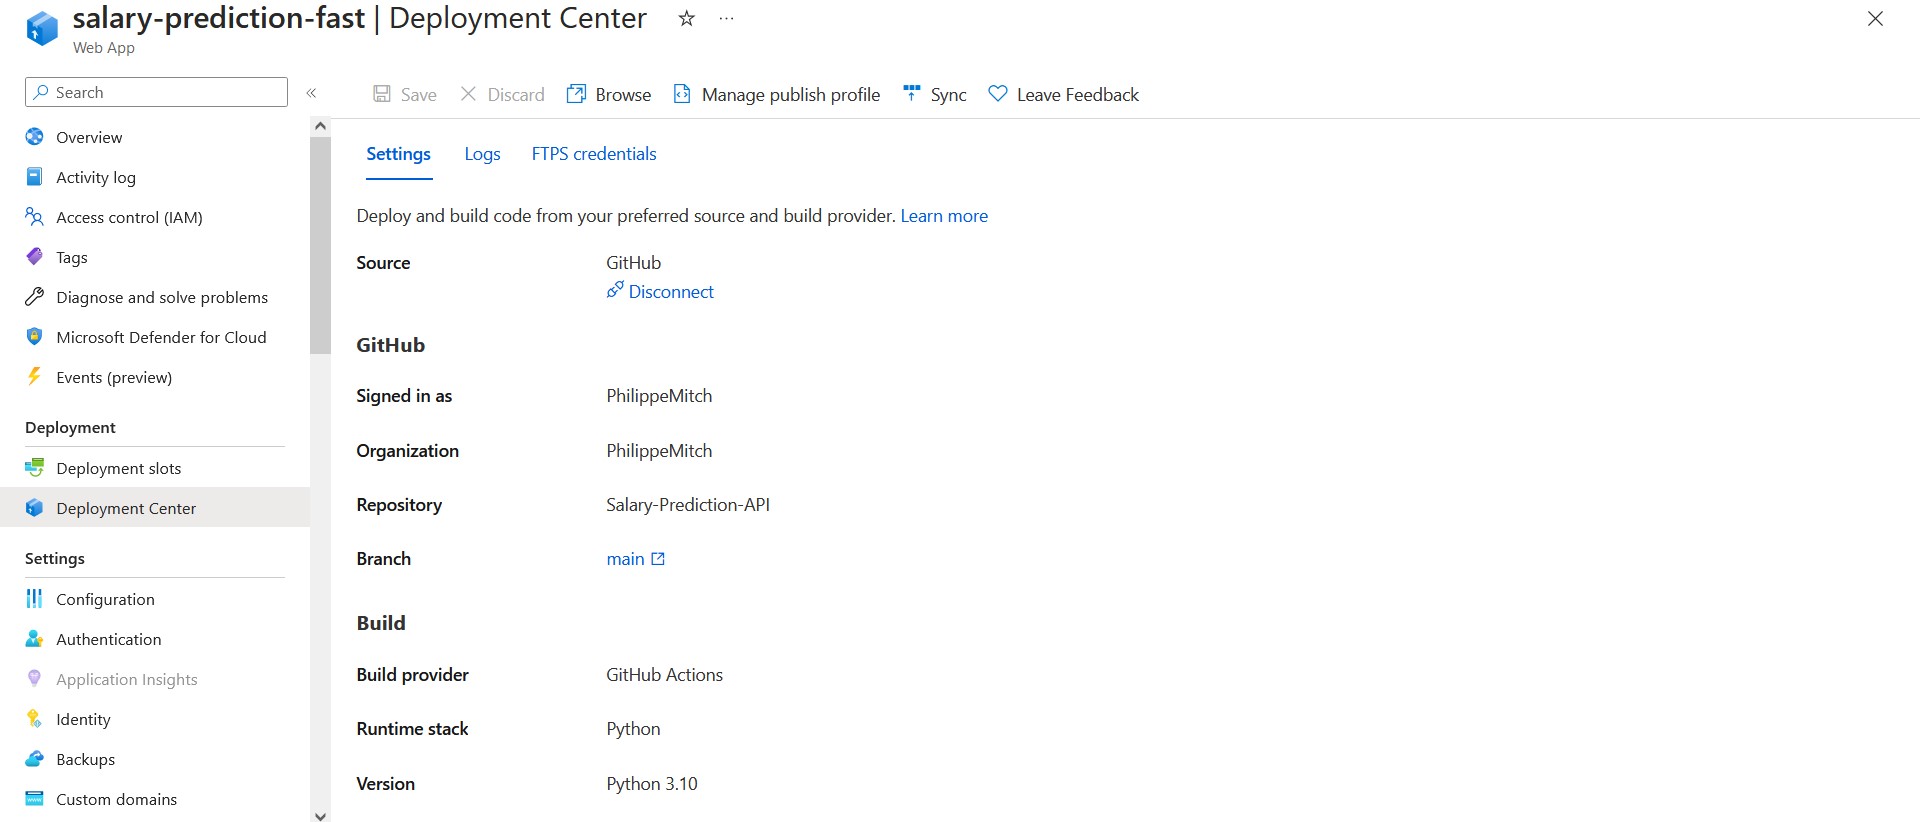 salary-prediction-fast | Deployment Center ☆ ...
Web App
Search «
Overview
Activity log
Access control (IAM)
Tags
Diagnose and solve problems
Microsoft Defender for Cloud
Events (preview)
Deployment
Deployment slots
Deployment Center
Settings
Configuration
Authentication
Application Insights
Identity
Backups
Custom domains
Save Discard Browse Manage publish profile Sync Leave Feedback
Settings Logs FTPS credentials
Deploy and build code from your preferred source and build provider. Learn more
Source GitHub
Disconnect
GitHub
Signed in as PhilippeMitch
Organization PhilippeMitch
Repository Salary-Prediction-API
Branch main
Build
Build provider GitHub Actions
Runtime stack Python
Version Python 3.10